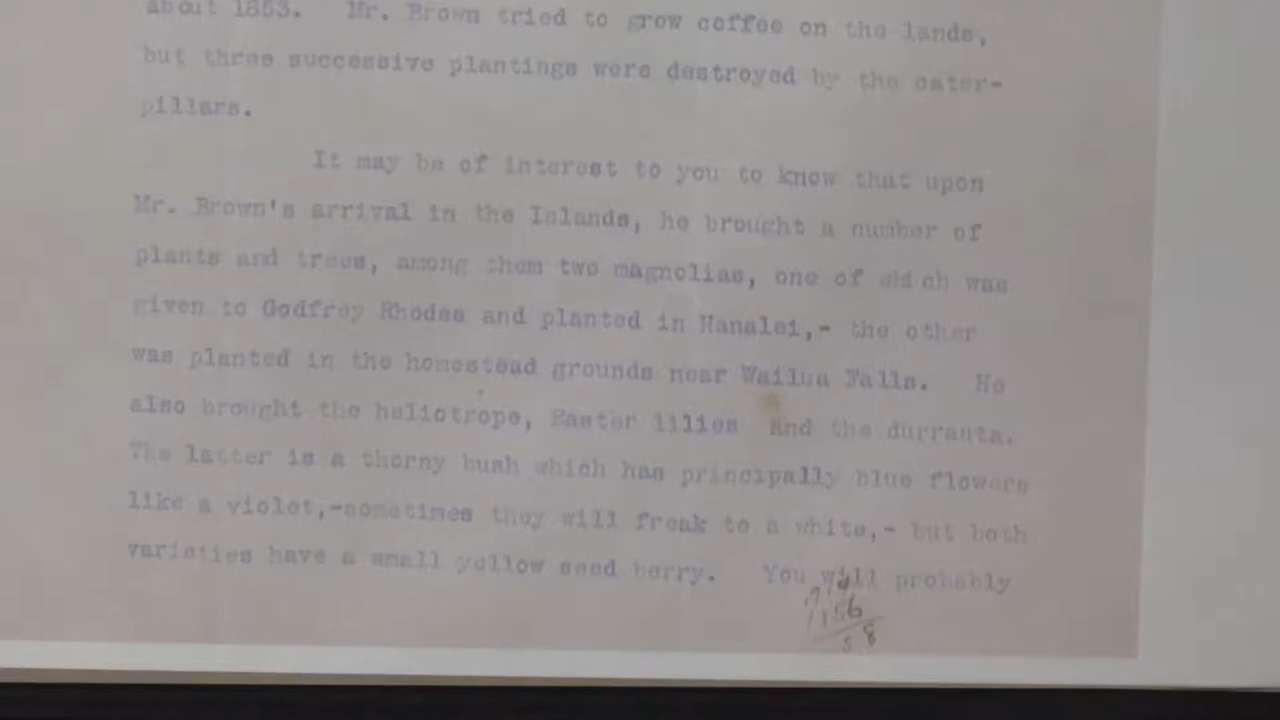 about 1853. Mr. Brown tried to grow coffee on the lands,
but three successive plantings were destroyed by the cater-
pillars.
It may be of interest to you to know that upon
Mr. Brown's arrival in the Islands, he brought a number of
plants and trees, among them two magnolias, one of which was
given to Godfrey Rhodes and planted in Hanalei,- the other
was planted in the homestead grounds near Wailua Falls. He
also brought the heliotrope, Easter lilies and the durranta.
The latter is a thorny bush which has principally blue flowers
like a violet,-sometimes they will freak to a white,- but both
varieties have a small yellow seed berry. You will probably
58